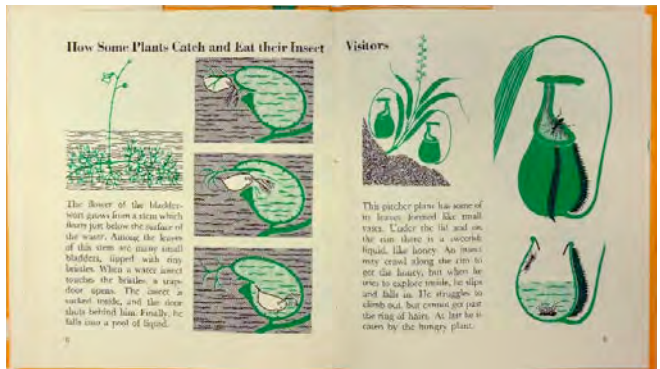 How Some Plants Catch and Eat their Insect Visitors
The flower of the bladder-
wort grows from a stem which
floats just below the surface of
the water. Among the leaves
of this stem are many small
bladders, tipped with tiny
bristles. When a water insect
touches the bristles, a trap-
door opens. The insect is
sucked inside, and the door
shuts behind him. Finally, he
falls into a pool of liquid.
This pitcher plant has some of
its leaves formed like small
vases. Under the lid and on
the rim there is a sweetish
liquid, like honey. An insect
may crawl along the rim to
get the honey, but when he
tries to explore inside, he slips
and falls in. He struggles to
climb out, but cannot get past
the ring of hairs. At last he is
eaten by the hungry plant.